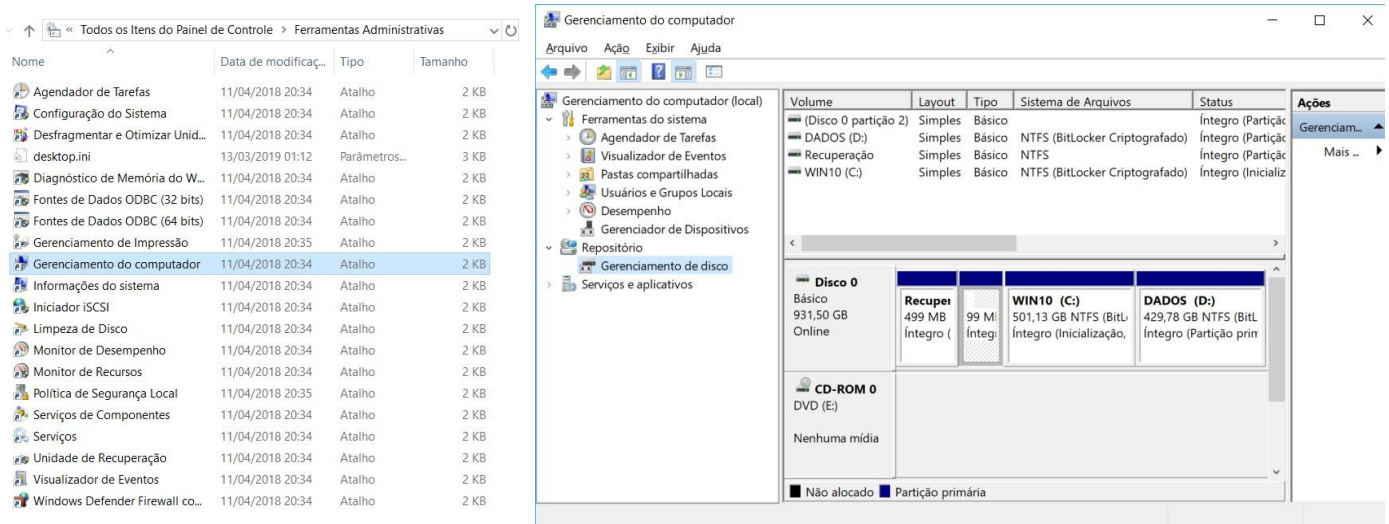 « Todos os Itens do Painel de Controle > Ferramentas Administrativas
Nome Data de modificaç... Tipo Tamanho
Agendador de Tarefas 11/04/2018 20:34 Atalho 2 KB
Configuração do Sistema 11/04/2018 20:34 Atalho 2 KB
Desfragmentar e Otimizar Unid... 11/04/2018 20:34 Atalho 2 KB
desktop.ini 13/03/2019 01:12 Parâmetros... 3 KB
Diagnóstico de Memória do W... 11/04/2018 20:34 Atalho 2 KB
Fontes de Dados ODBC (32 bits) 11/04/2018 20:34 Atalho 2 KB
Fontes de Dados ODBC (64 bits) 11/04/2018 20:34 Atalho 2 KB
Gerenciamento de Impressão 11/04/2018 20:35 Atalho 2 KB
Gerenciamento do computador 11/04/2018 20:34 Atalho 2 KB
Informações do sistema 11/04/2018 20:34 Atalho 2 KB
Iniciador iSCSI 11/04/2018 20:34 Atalho 2 KB
Limpeza de Disco 11/04/2018 20:34 Atalho 2 KB
Monitor de Desempenho 11/04/2018 20:34 Atalho 2 KB
Monitor de Recursos 11/04/2018 20:34 Atalho 2 KB
Política de Segurança Local 11/04/2018 20:35 Atalho 2 KB
Serviços de Componentes 11/04/2018 20:34 Atalho 2 KB
Serviços 11/04/2018 20:34 Atalho 2 KB
Unidade de Recuperação 11/04/2018 20:34 Atalho 2 KB
Visualizador de Eventos 11/04/2018 20:34 Atalho 2 KB
Windows Defender Firewall co... 11/04/2018 20:34 Atalho 2 KB
Gerenciamento do computador
Arquivo Ação Exibir Ajuda
Gerenciamento do computador (local)
Ferramentas do sistema
Agendador de Tarefas
Visualizador de Eventos
Pastas compartilhadas
Usuários e Grupos Locais
Desempenho
Gerenciador de Dispositivos
Repositório
Gerenciamento de disco
Serviços e aplicativos
Volume Layout Tipo Sistema de Arquivos Status
(Disco 0 partição 2) Simples Básico Íntegro (Partiçã
DADOS (D:) Simples Básico NTFS (BitLocker Criptografado) Íntegro (Partiçã
Recuperação Simples Básico NTFS Íntegro (Partiçã
WIN10 (C:) Simples Básico NTFS (BitLocker Criptografado) Íntegro (Inicializ
Disco 0
Básico
931,50 GB
Online
Recuper
499 MB
Íntegro (
99 M
Íntegr
WIN10 (C:)
501,13 GB NTFS (BitL
Íntegro (Inicialização,
DADOS (D:)
429,78 GB NTFS (BitL
Íntegro (Partição prim
CD-ROM 0
DVD (E:)
Nenhuma mídia
Não alocado Partição primária
Ações
Gerenciam...
Mais ...